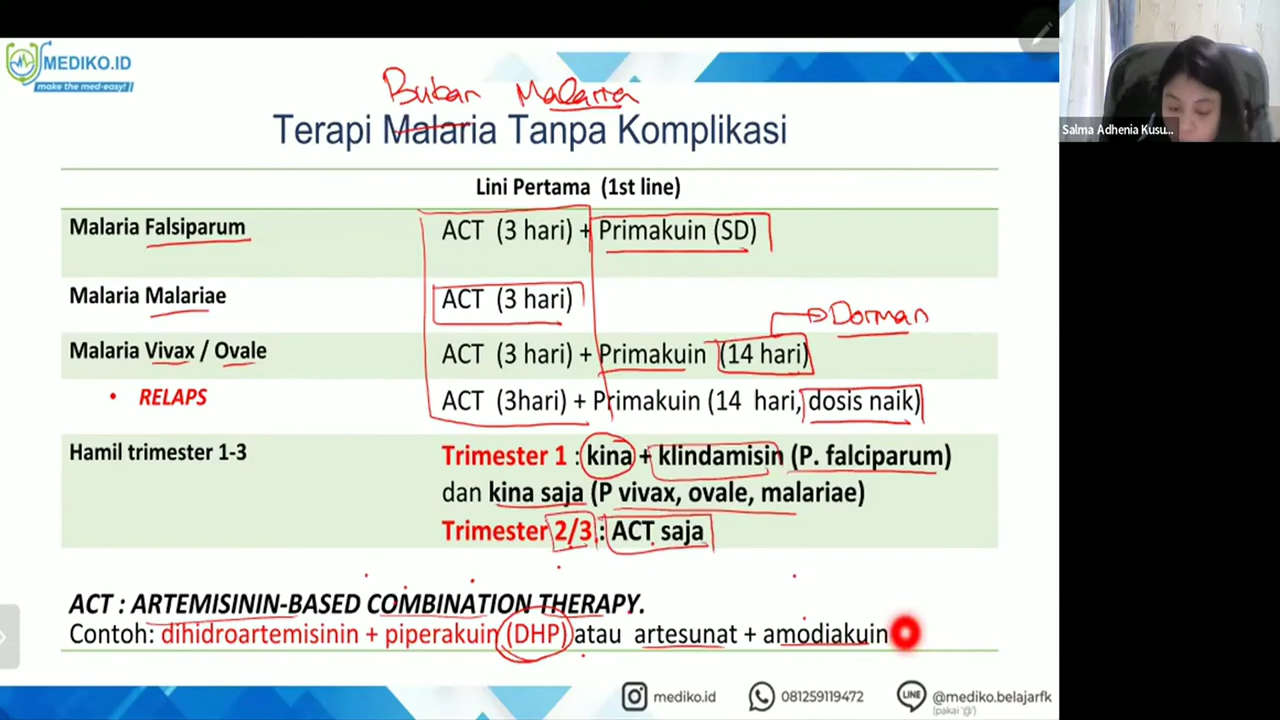 MEDIKO.ID
make the med-easy!
Bukan Malaria
Terapi Malaria Tanpa Komplikasi
Lini Pertama (1st line)
Malaria Falsiparum ACT (3 hari) + Primakuin (SD)
Malaria Malariae ACT (3 hari)
Dorman
Malaria Vivax / Ovale ACT (3 hari) + Primakuin (14 hari)
• RELAPS ACT (3hari) + Primakuin (14 hari, dosis naik)
Hamil trimester 1-3 Trimester 1 : kina + klindamisin (P. falciparum)
dan kina saja (P vivax, ovale, malariae)
Trimester 2/3 : ACT saja
ACT : ARTEMISININ-BASED COMBINATION THERAPY.
Contoh: dihidroartemisinin + piperakuin (DHP) atau artesunat + amodiakuin
mediko.id 081259119472 LINE @mediko.belajarfk
(pakai '@')
Salma Adhenia Kusu...